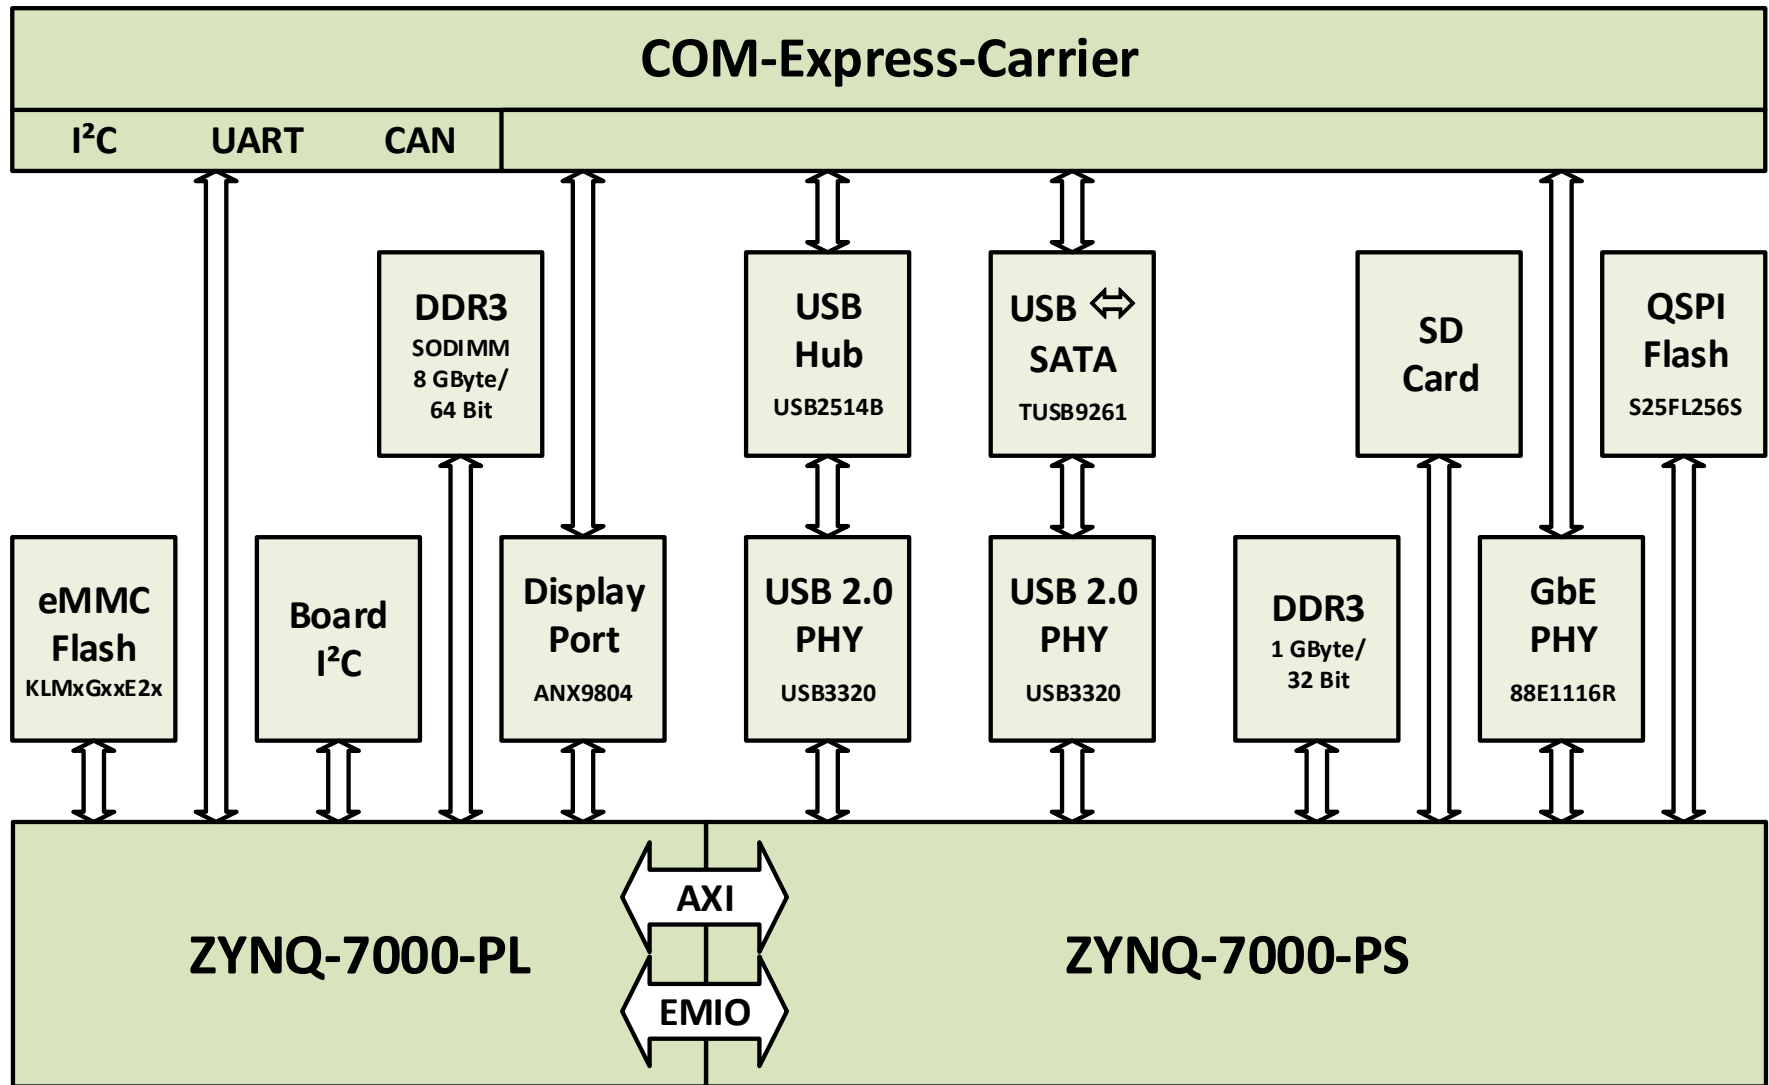 COM-Express-Carrier
I²C UART CAN
DDR3
SODIMM
8 GByte/
64 Bit
USB
Hub
USB2514B
USB ⇔
SATA
TUSB9261
SD
Card
QSPI
Flash
S25FL256S
eMMC
Flash
KLMxGxxE2x
Board
I²C
Display
Port
ANX9804
USB 2.0
PHY
USB3320
USB 2.0
PHY
USB3320
DDR3
1 GByte/
32 Bit
GbE
PHY
88E1116R
AXI
ZYNQ-7000-PL
ZYNQ-7000-PS
EMIO